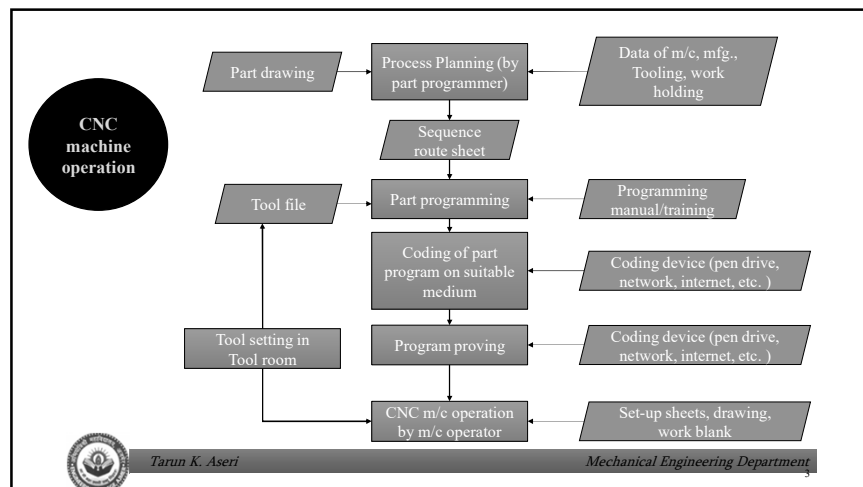 CNC
machine
operation
Part drawing
Process Planning (by
part programmer)
Data of m/c, mfg.,
Tooling, work
holding
Sequence
route sheet
Tool file
Part programming
Programming
manual/training
Coding of part
program on suitable
medium
Coding device (pen drive,
network, internet, etc. )
Tool setting in
Tool room
Program proving
Coding device (pen drive,
network, internet, etc. )
CNC m/c operation
by m/c operator
Set-up sheets, drawing,
work blank
Tarun K. Aseri
Mechanical Engineering Department
3